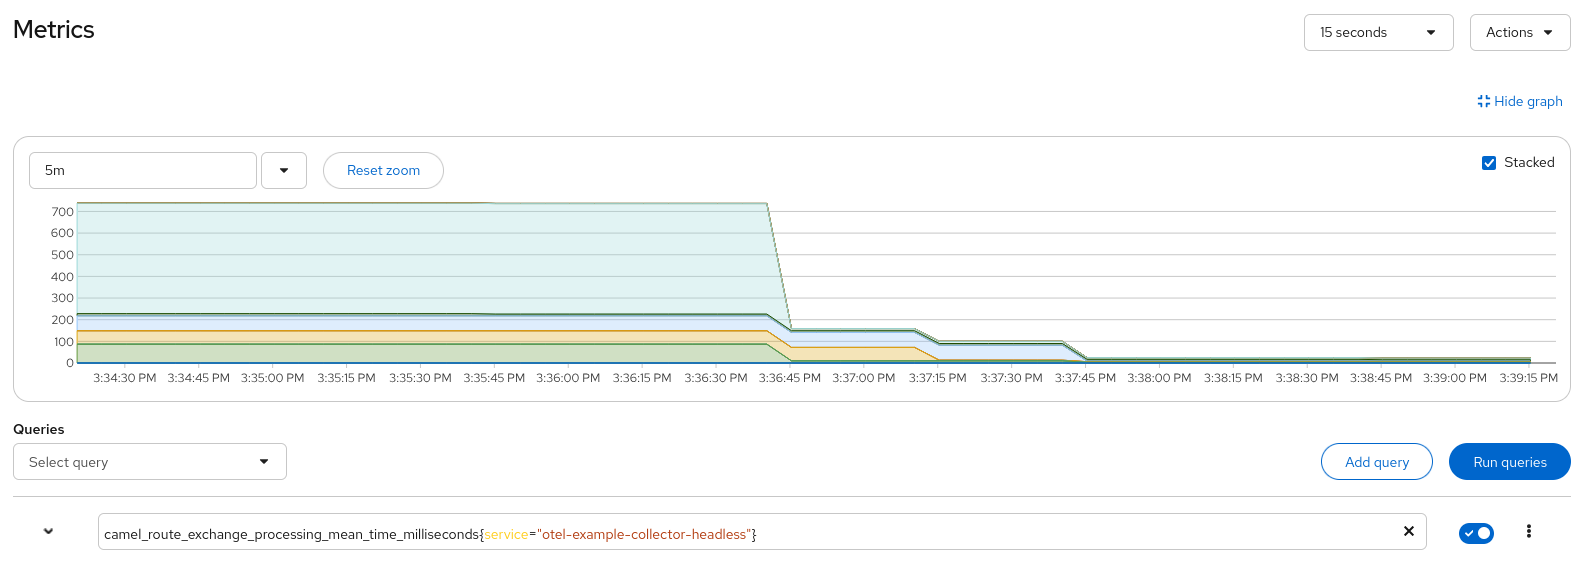 Metrics
15 seconds
Actions
Hide graph
5m
Reset zoom
Stacked
700
600
500
400
300
200
100
0
3:34:30 PM 3:34:45 PM 3:35:00 PM 3:35:15 PM 3:35:30 PM 3:35:45 PM 3:36:00 PM 3:36:15 PM 3:36:30 PM 3:36:45 PM 3:37:00 PM 3:37:15 PM 3:37:30 PM 3:37:45 PM 3:38:00 PM 3:38:15 PM 3:38:30 PM 3:38:45 PM 3:39:00 PM 3:39:15 PM
Queries
Select query
Add query
Run queries
camel_route_exchange_processing_mean_time_milliseconds{service="otel-example-collector-headless"}